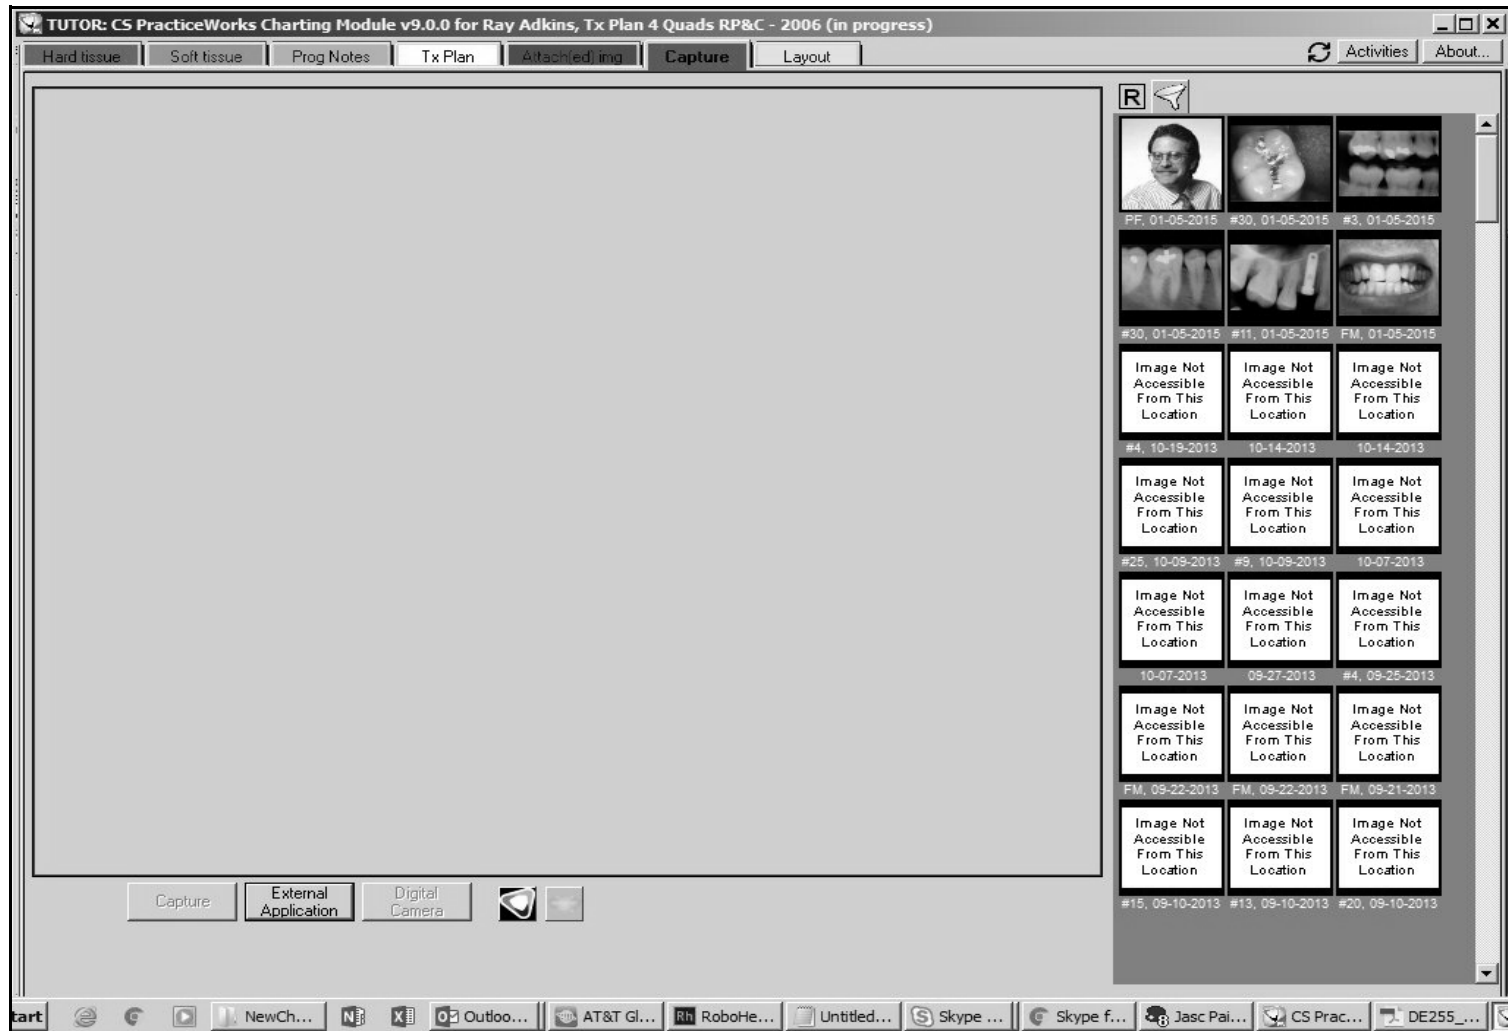 TUTOR: CS PracticeWorks Charting Module v9.0.0 for Ray Adkins, Tx Plan 4 Quads RP&C - 2006 (in progress)
Hard tissue Soft tissue Prog Notes Tx Plan Attach(ed) img Capture Layout Activities About...
R
PF, 01-05-2015 #30, 01-05-2015 #3, 01-05-2015
#30, 01-05-2015 #11, 01-05-2015 FM, 01-05-2015
Image Not Image Not Image Not
Accessible Accessible Accessible
From This From This From This
Location Location Location
#4, 10-19-2013 10-14-2013 10-14-2013
Image Not Image Not Image Not
Accessible Accessible Accessible
From This From This From This
Location Location Location
#25, 10-09-2013 #9, 10-09-2013 10-07-2013
Image Not Image Not Image Not
Accessible Accessible Accessible
From This From This From This
Location Location Location
10-07-2013 09-27-2013 #4, 09-25-2013
Image Not Image Not Image Not
Accessible Accessible Accessible
From This From This From This
Location Location Location
FM, 09-22-2013 FM, 09-22-2013 FM, 09-21-2013
Image Not Image Not Image Not
Accessible Accessible Accessible
From This From This From This
Location Location Location
#15, 09-10-2013 #13, 09-10-2013 #20, 09-10-2013
Capture
External
Application
Digital
Camera
tart NewCh... Outloo... AT&T Gl... Rh RoboHe... Untitled... Skype ... Skype f... Jasc Pai... CS Prac... DE255_...